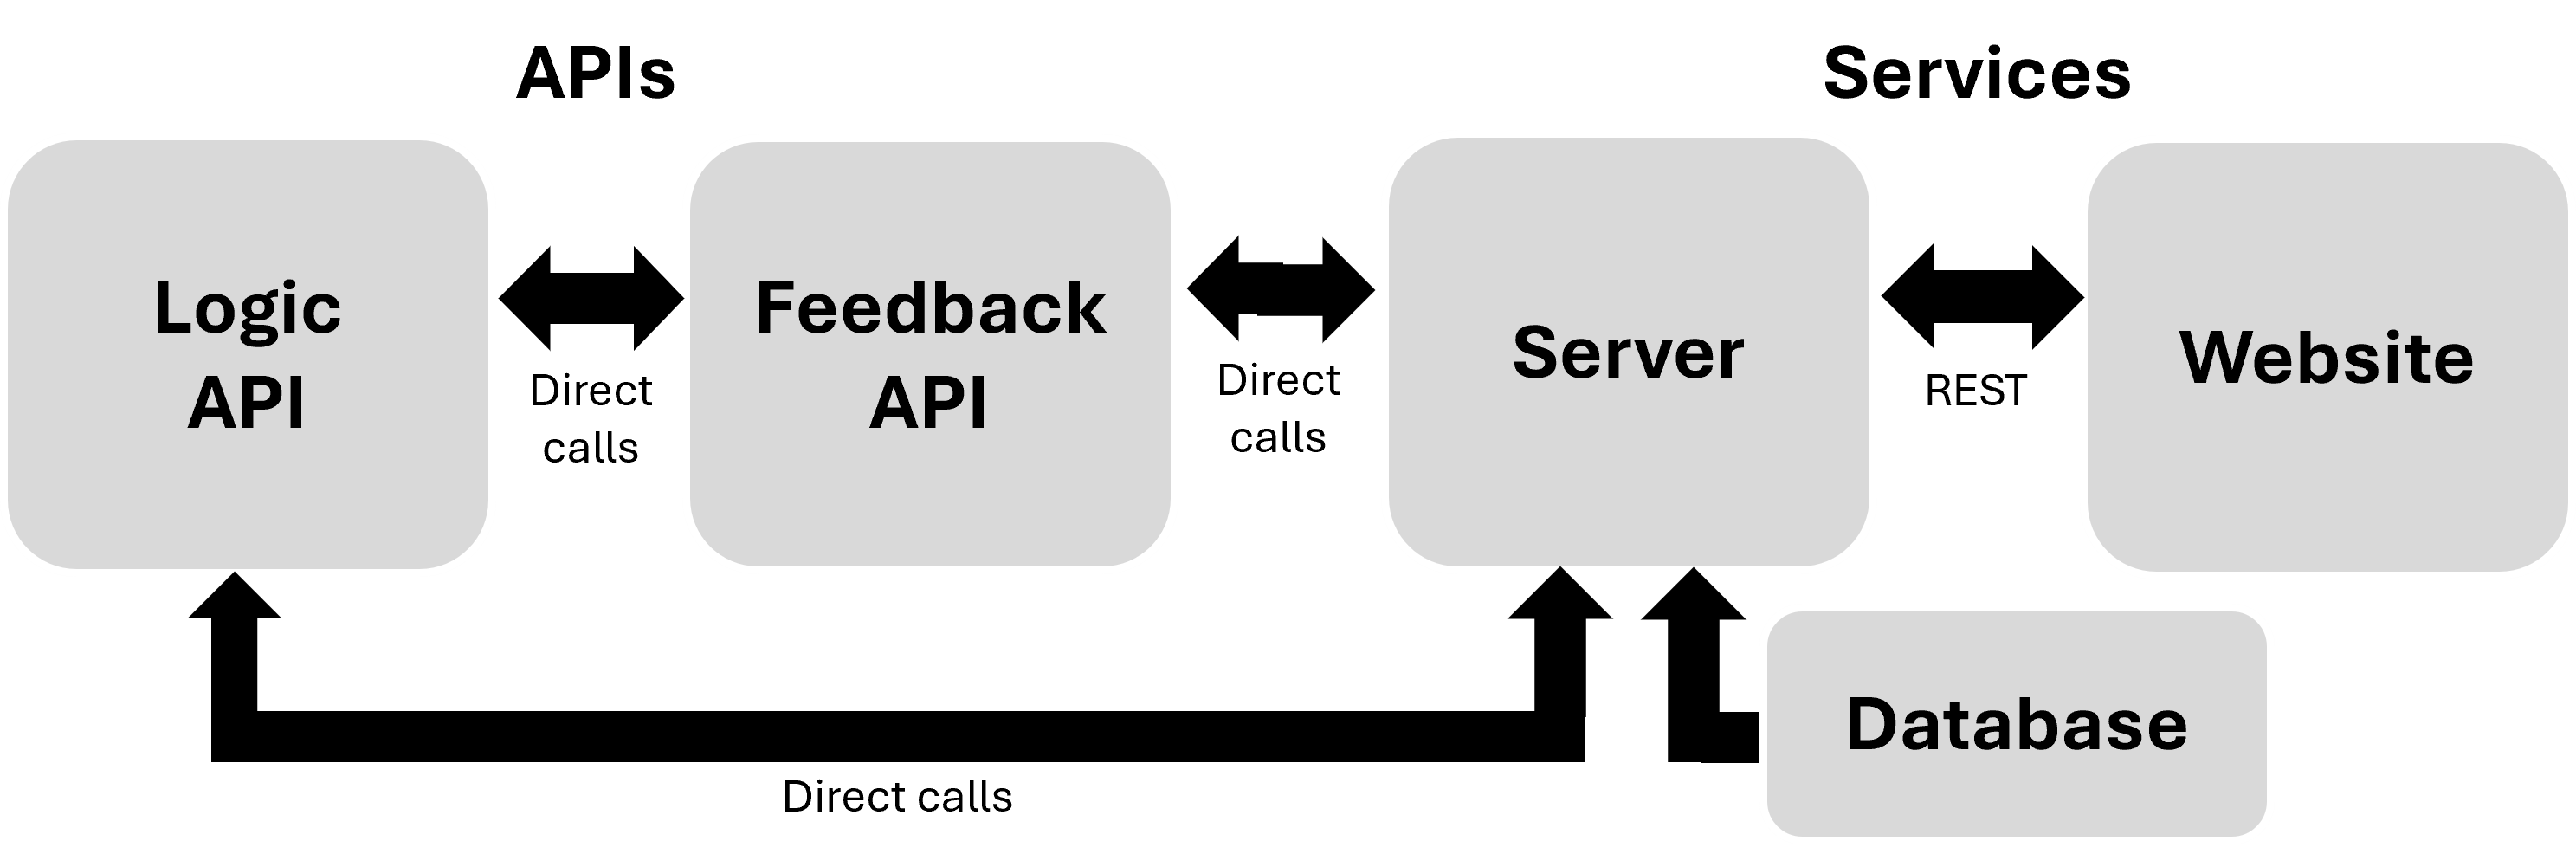 APIs
Services
Logic
API
Direct
calls
Feedback
API
Direct
calls
Server
REST
Website
Direct calls
Database